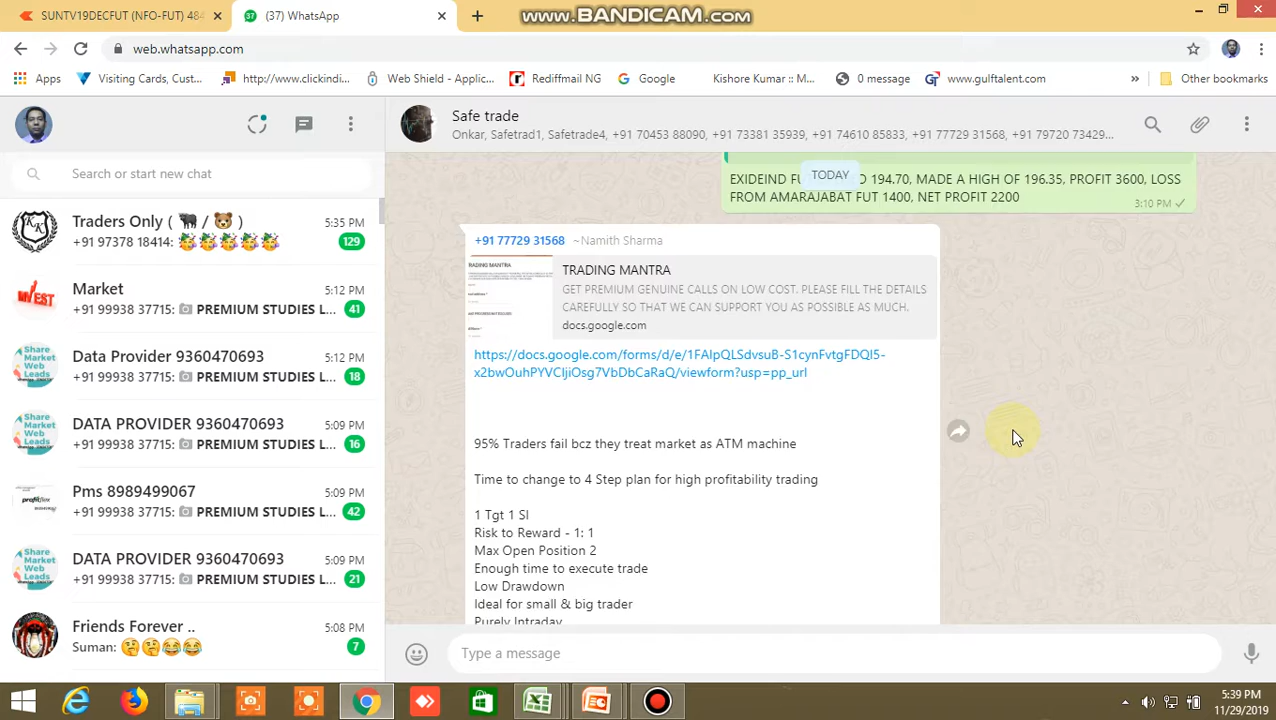 SUNTV19DECFUT (NFO-FUT) 484
(37) WhatsApp
www.BANDICAM.com
web.whatsapp.com
Apps
Visiting Cards, Cust...
http://www.clickindi...
Web Shield - Applic...
Rediffmail NG
Google
Kishore Kumar :: M...
0 message
www.gulftalent.com
»
Other bookmarks
Safe trade
Onkar, Safetrad1, Safetrade4, +91 70453 88090, +91 73381 35939, +91 74610 85833, +91 77729 31568, +91 79720 73429...
Search or start new chat
TODAY
EXIDEIND FU D 194.70, MADE A HIGH OF 196.35, PROFIT 3600, LOSS
FROM AMARAJABAT FUT 1400, NET PROFIT 2200
3:10 PM
Traders Only ( 🐃 / 🐻 )
5:35 PM
+91 97378 18414:
129
Market
5:12 PM
+91 99938 37715: PREMIUM STUDIES L...
41
Data Provider 9360470693
5:12 PM
+91 99938 37715: PREMIUM STUDIES L...
18
DATA PROVIDER 9360470693
5:09 PM
+91 99938 37715: PREMIUM STUDIES L...
16
Pms 8989499067
5:09 PM
+91 99938 37715: PREMIUM STUDIES L...
42
DATA PROVIDER 9360470693
5:09 PM
+91 99938 37715: PREMIUM STUDIES L...
21
Friends Forever ..
5:08 PM
Suman: 🤔🤔😂😂
7
+91 77729 31568 ~Namith Sharma
TRADING MANTRA
TRADING MANTRA
GET PREMIUM GENUINE CALLS ON LOW COST. PLEASE FILL THE DETAILS
CAREFULLY SO THAT WE CAN SUPPORT YOU AS POSSIBLE AS MUCH.
docs.google.com
https://docs.google.com/forms/d/e/1FAIpQLSdvsuB-S1cynFvtgFDQI5-
x2bwOuhPYVCIjiOsg7VbDbCaRaQ/viewform?usp=pp_url
95% Traders fail bcz they treat market as ATM machine
Time to change to 4 Step plan for high profitability trading
1 Tgt 1 Sl
Risk to Reward - 1: 1
Max Open Position 2
Enough time to execute trade
Low Drawdown
Ideal for small & big trader
Purely Intraday
Type a message
5:39 PM
11/29/2019